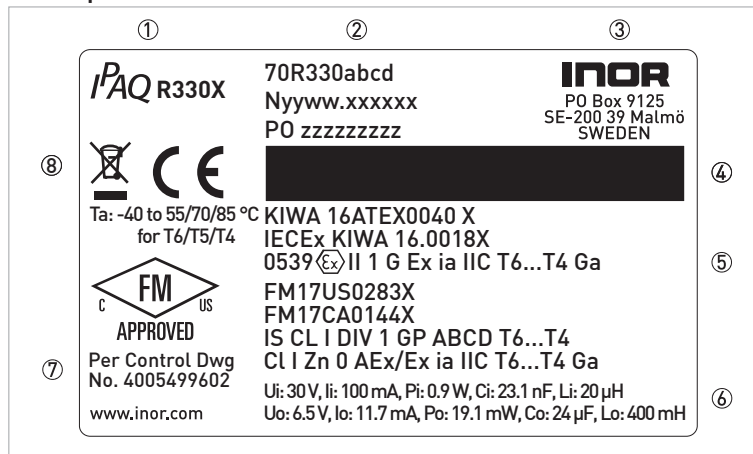 ① ② ③
IPAQ R330X
70R330abcd
Nyyww.xxxxxx
PO zzzzzzzzz
INOR
PO Box 9125
SE-200 39 Malmö
SWEDEN
⑧
CE
④
Ta: -40 to 55/70/85 °C
for T6/T5/T4
KIWA 16ATEX0040 X
IECEx KIWA 16.0018X
0539 Ex II 1 G Ex ia IIC T6...T4 Ga
⑤
FM
C US
APPROVED
FM17US0283X
FM17CA0144X
IS CL I DIV 1 GP ABCD T6...T4
Cl I Zn 0 AEx/Ex ia IIC T6...T4 Ga
⑦
Per Control Dwg
No. 4005499602
www.inor.com
Ui: 30 V, Ii: 100 mA, Pi: 0.9 W, Ci: 23.1 nF, Li: 20 µH
Uo: 6.5 V, Io: 11.7 mA, Po: 19.1 mW, Co: 24 µF, Lo: 400 mH
⑥